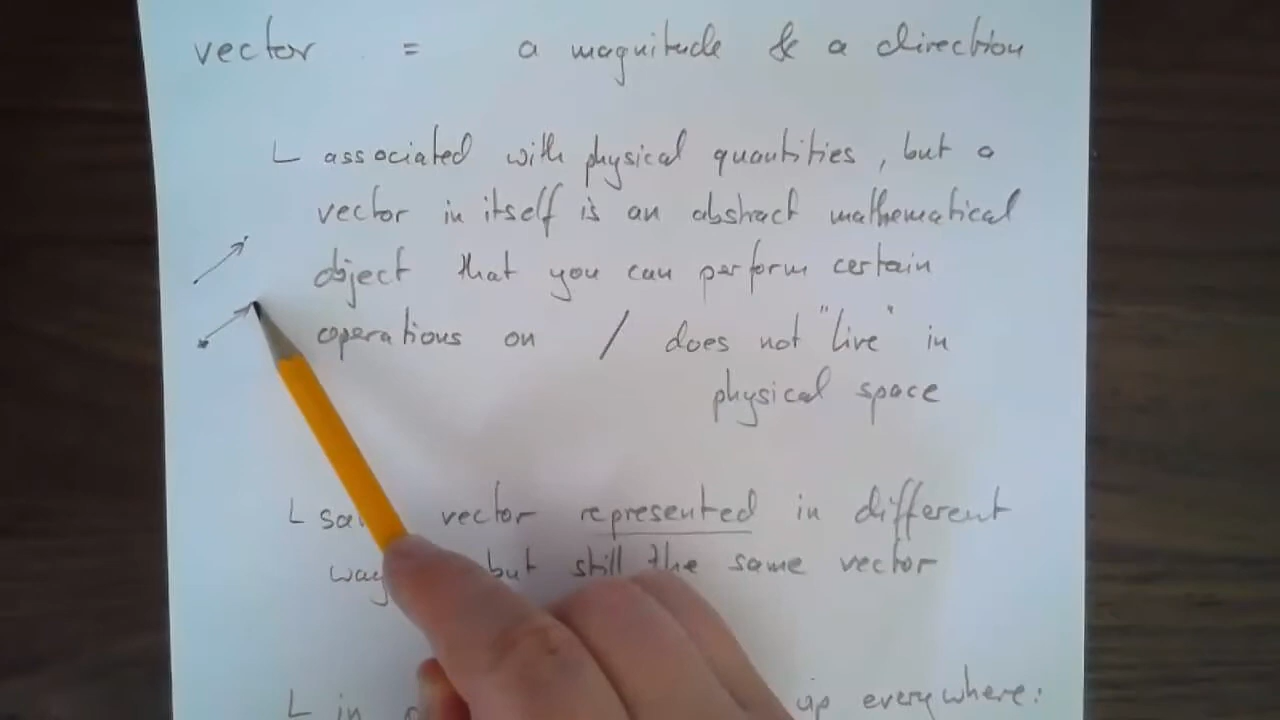 vector = a magnitude & a direction
L associated with physical quantities, but a
vector in itself is an abstract mathematical
object that you can perform certain
operations on / does not "live" in
physical space
L vector represented in different
but still the same vector
L in up everywhere: